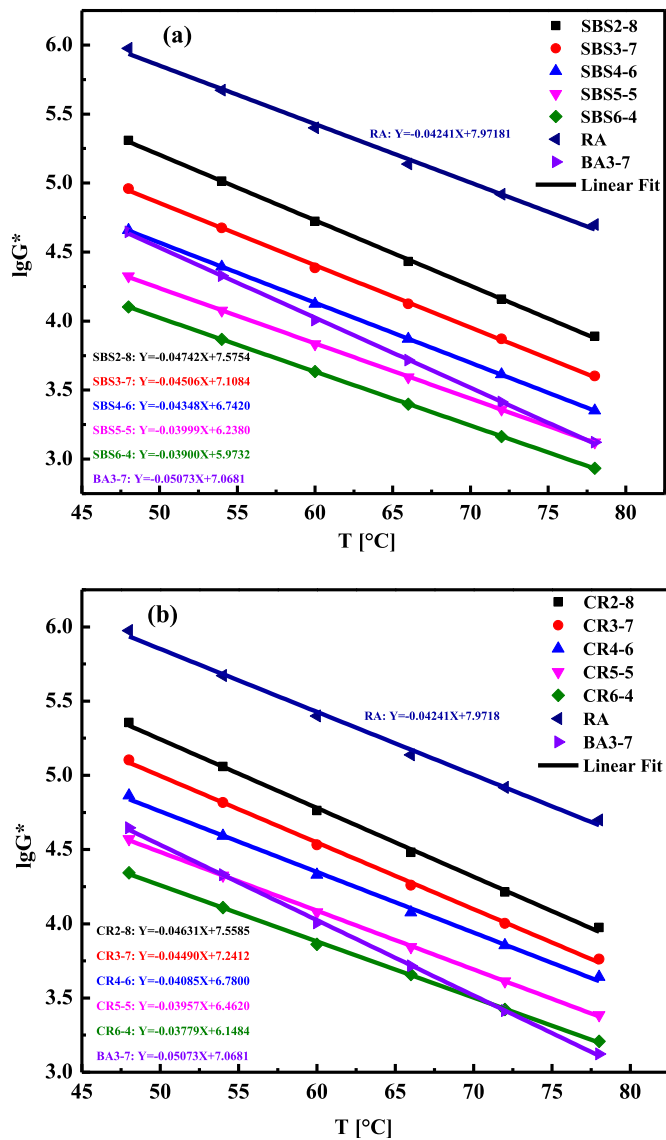 (a)
SBS2-8
SBS3-7
SBS4-6
SBS5-5
SBS6-4
RA
BA3-7
Linear Fit
RA: Y=-0.04241X+7.97181
SBS2-8: Y=-0.04742X+7.5754
SBS3-7: Y=-0.04506X+7.1084
SBS4-6: Y=-0.04348X+6.7420
SBS5-5: Y=-0.03999X+6.2380
SBS6-4: Y=-0.03900X+5.9732
BA3-7: Y=-0.05073X+7.0681
6.0
5.5
5.0
4.5
4.0
3.5
3.0
lgG*
45 50 55 60 65 70 75 80
T [°C]
(b)
CR2-8
CR3-7
CR4-6
CR5-5
CR6-4
RA
BA3-7
Linear Fit
RA: Y=-0.04241X+7.9718
CR2-8: Y=-0.04631X+7.5585
CR3-7: Y=-0.04490X+7.2412
CR4-6: Y=-0.04085X+6.7800
CR5-5: Y=-0.03957X+6.4620
CR6-4: Y=-0.03779X+6.1484
BA3-7: Y=-0.05073X+7.0681
6.0
5.5
5.0
4.5
4.0
3.5
3.0
lgG*
45 50 55 60 65 70 75 80
T [°C]